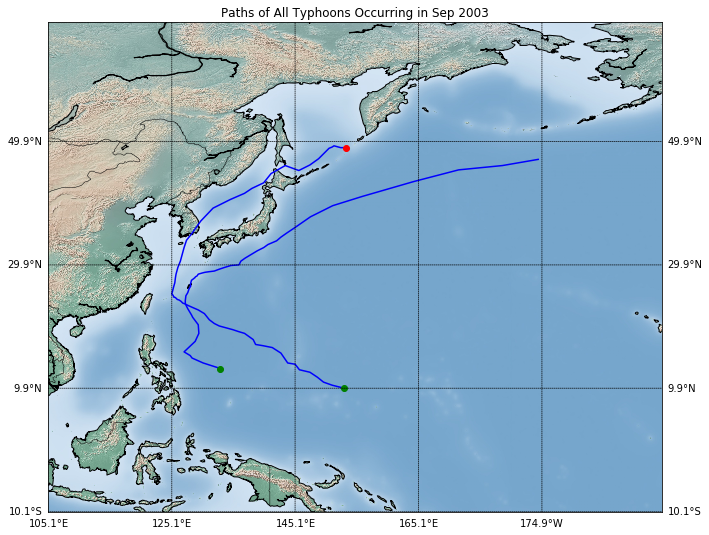 Paths of All Typhoons Occurring in Sep 2003
49.9°N 49.9°N
29.9°N 29.9°N
9.9°N 9.9°N
10.1°S 10.1°S
105.1°E 125.1°E 145.1°E 165.1°E 174.9°W